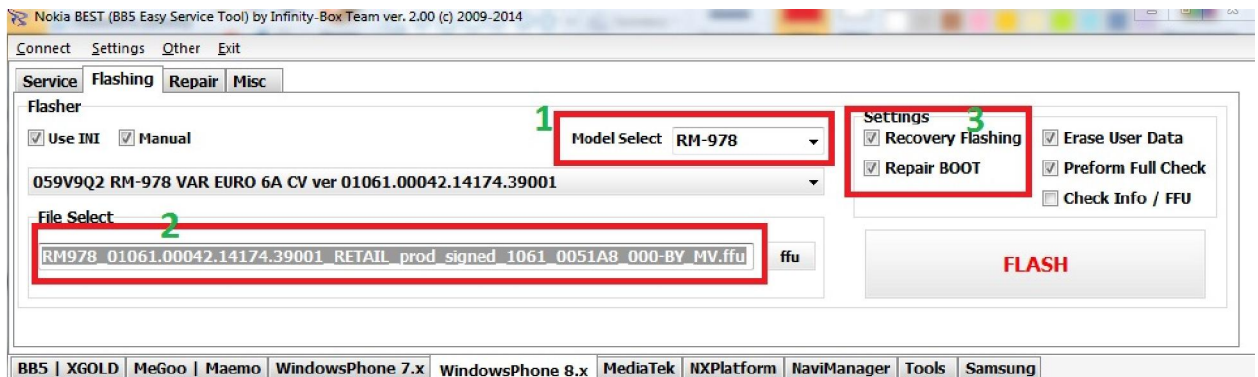 Nokia BEST (BB5 Easy Service Tool) by Infinity-Box Team ver. 2.00 (c) 2009-2014
Connect Settings Other Exit
Service Flashing Repair Misc
Flasher
Use INI Manual
1
Model Select RM-978
Settings
3
Recovery Flashing Erase User Data
Repair BOOT Preform Full Check
Check Info / FFU
059V9Q2 RM-978 VAR EURO 6A CV ver 01061.00042.14174.39001
File Select
2
RM978_01061.00042.14174.39001_RETAIL_prod_signed_1061_0051A8_000-BY_MV.ffu ffu
FLASH
BB5 | XGOLD MeGoo | Maemo WindowsPhone 7.x WindowsPhone 8.x MediaTek NXPlatform NaviManager Tools Samsung